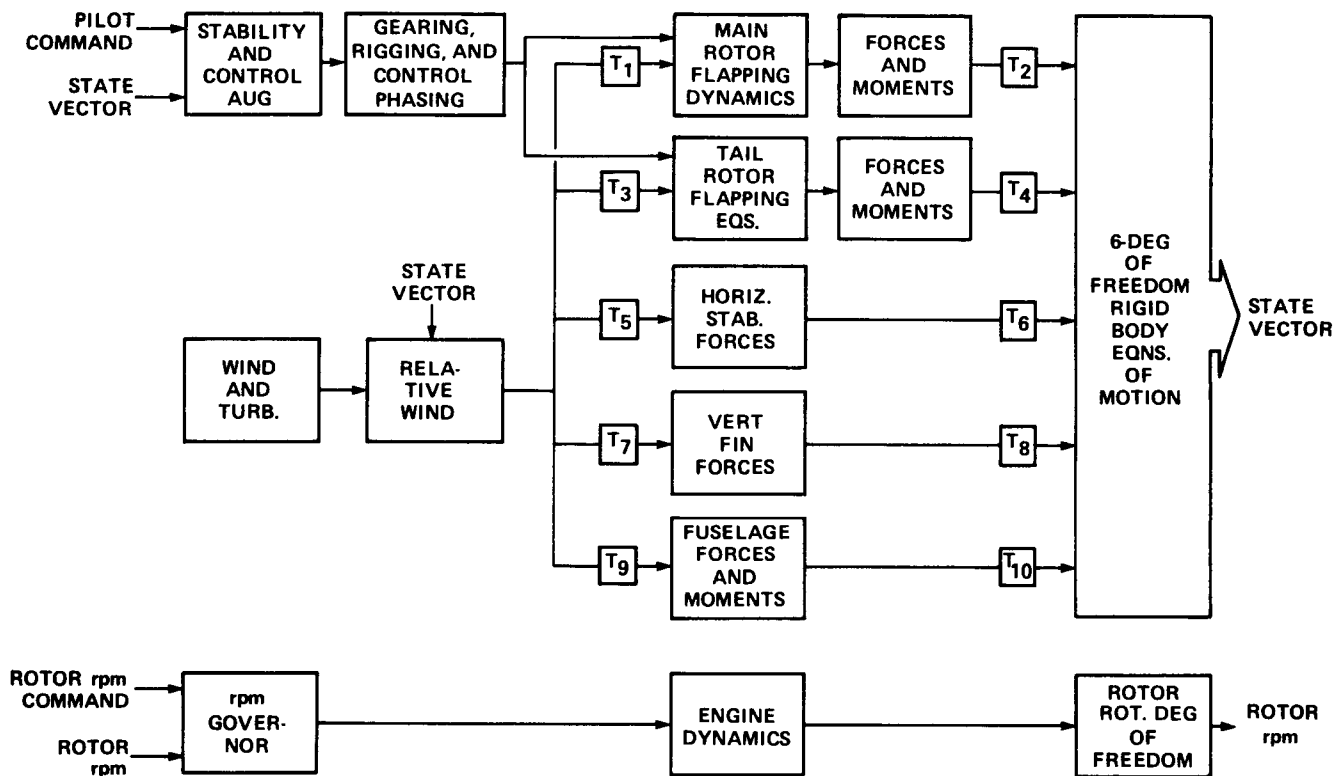 PILOT
COMMAND
STATE
VECTOR
STABILITY
AND
CONTROL
AUG
GEARING,
RIGGING, AND
CONTROL
PHASING
T1
MAIN
ROTOR
FLAPPING
DYNAMICS
FORCES
AND
MOMENTS
T2
T3
TAIL
ROTOR
FLAPPING
EQS.
FORCES
AND
MOMENTS
T4
6-DEG
OF
FREEDOM
RIGID
BODY
EQNS.
OF
MOTION
STATE
VECTOR
STATE
VECTOR
WIND
AND
TURB.
RELA-
TIVE
WIND
T5
HORIZ.
STAB.
FORCES
T6
T7
VERT
FIN
FORCES
T8
T9
FUSELAGE
FORCES
AND
MOMENTS
T10
ROTOR rpm
COMMAND
ROTOR
rpm
rpm
GOVER-
NOR
ENGINE
DYNAMICS
ROTOR
ROT. DEG
OF
FREEDOM
ROTOR
rpm